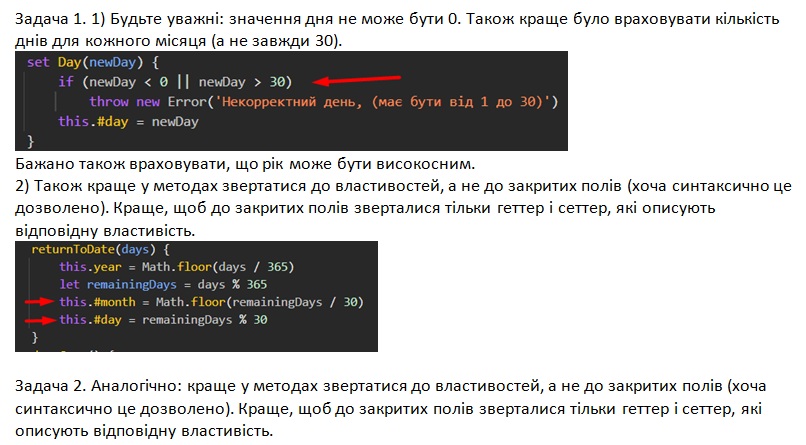 Задача 1. 1) Будьте уважні: значення дня не може бути 0. Також краще було враховувати кількість
днів для кожного місяця (а не завжди 30).
set Day(newDay) {
if (newDay < 0 || newDay > 30)
throw new Error('Некорректний день, (має бути від 1 до 30)')
this.#day = newDay
}
Бажано також враховувати, що рік може бути високосним.
2) Також краще у методах звертатися до властивостей, а не до закритих полів (хоча синтаксично це
дозволено). Краще, щоб до закритих полів зверталися тільки геттер і сеттер, які описують
відповідну властивість.
returnToDate(days) {
this.year = Math.floor(days / 365)
let remainingDays = days % 365
this.#month = Math.floor(remainingDays / 30)
this.#day = remainingDays % 30
}
Задача 2. Аналогічно: краще у методах звертатися до властивостей, а не до закритих полів (хоча
синтаксично це дозволено). Краще, щоб до закритих полів зверталися тільки геттер і сеттер, які
описують відповідну властивість.